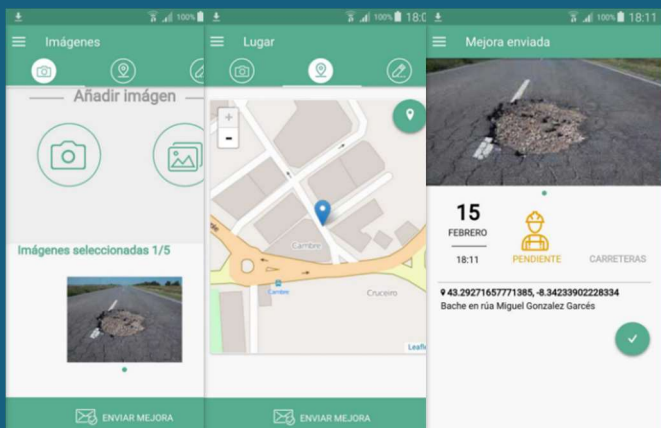 100%
Imágenes
Añadir imágen
Imágenes seleccionadas 1/5
ENVIAR MEJORA
100% 18:0
Lugar
+
-
Cambre
Cambre
Cruceiro
Leafle
ENVIAR MEJORA
100% 18:11
Mejora enviada
15
FEBRERO
18:11
PENDIENTE
CARRETERAS
43.29271657771385, -8.34233902228334
Bache en rúa Miguel Gonzalez Garcés